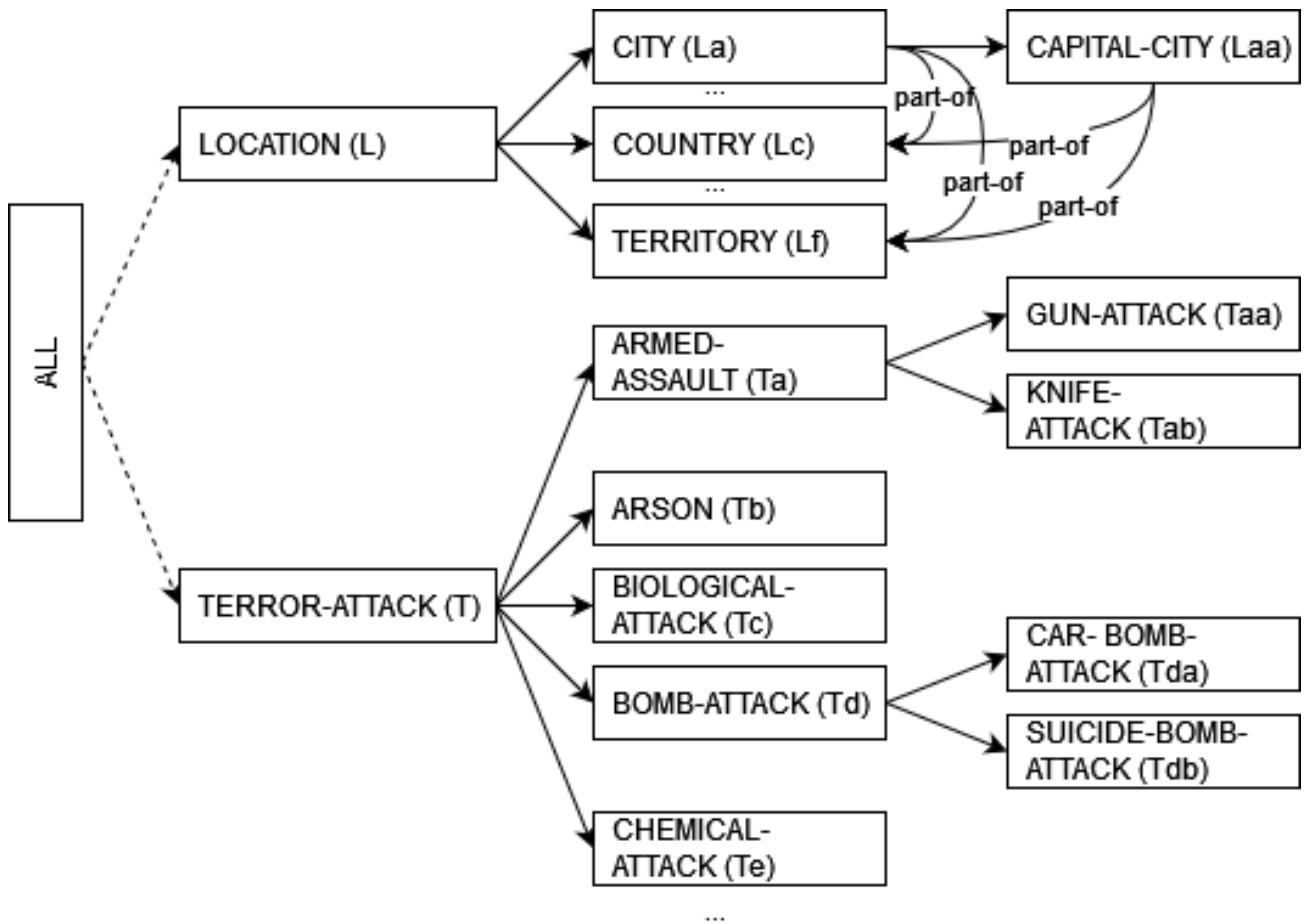 ALL
LOCATION (L)
TERROR-ATTACK (T)
CITY (La)
...
COUNTRY (Lc)
...
TERRITORY (Lf)
CAPITAL-CITY (Laa)
part-of
part-of
part-of
part-of
ARMED-
ASSAULT (Ta)
GUN-ATTACK (Taa)
KNIFE-
ATTACK (Tab)
ARSON (Tb)
BIOLOGICAL-
ATTACK (Tc)
BOMB-ATTACK (Td)
CAR- BOMB-
ATTACK (Tda)
SUICIDE-BOMB-
ATTACK (Tdb)
CHEMICAL-
ATTACK (Te)
...